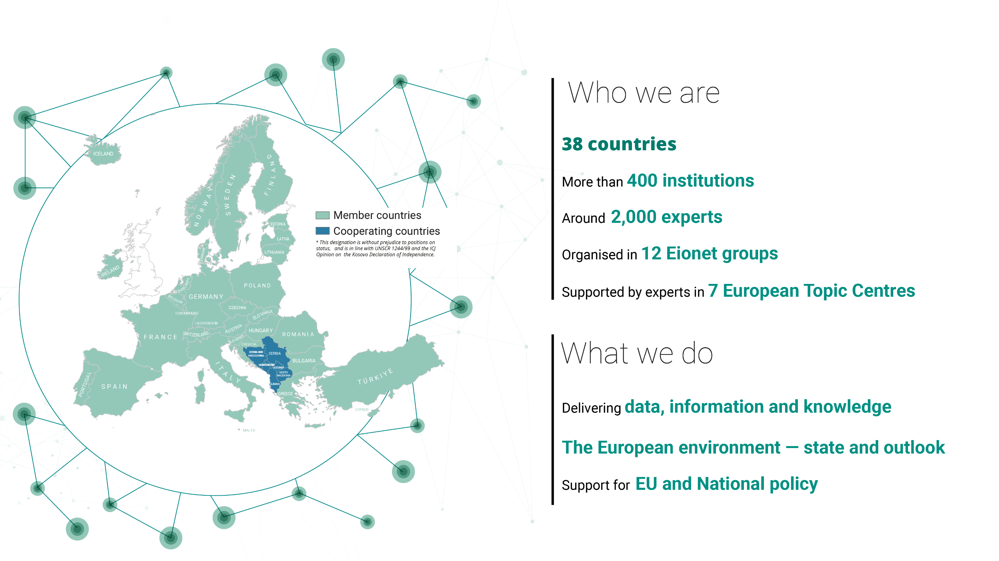 Who we are
38 countries
More than 400 institutions
Around 2,000 experts
Organised in 12 Eionet groups
Supported by experts in 7 European Topic Centres
What we do
Delivering data, information and knowledge
The European environment — state and outlook
Support for EU and National policy
Member countries
Cooperating countries
* This designation is without prejudice to positions on
status, and is in line with UNSCR 1244/99 and the ICJ
Opinion on the Kosovo Declaration of Independence.
ICELAND
NORWAY
SWEDEN
FINLAND
ESTONIA
LATVIA
LITHUANIA
DENMARK
IRELAND
NETHERLANDS
BELGIUM
LUXEMBOURG
GERMANY
POLAND
CZECHIA
SLOVAKIA
LIECHTENSTEIN
AUSTRIA
SWITZERLAND
FRANCE
HUNGARY
ROMANIA
SLOVENIA
CROATIA
BOSNIA AND
HERZEGOVINA
SERBIA
MONTENEGRO
KOSOVO*
BULGARIA
NORTH
MACEDONIA
ALBANIA
ITALY
PORTUGAL
SPAIN
GREECE
TÜRKIYE
CYPRUS
MALTA